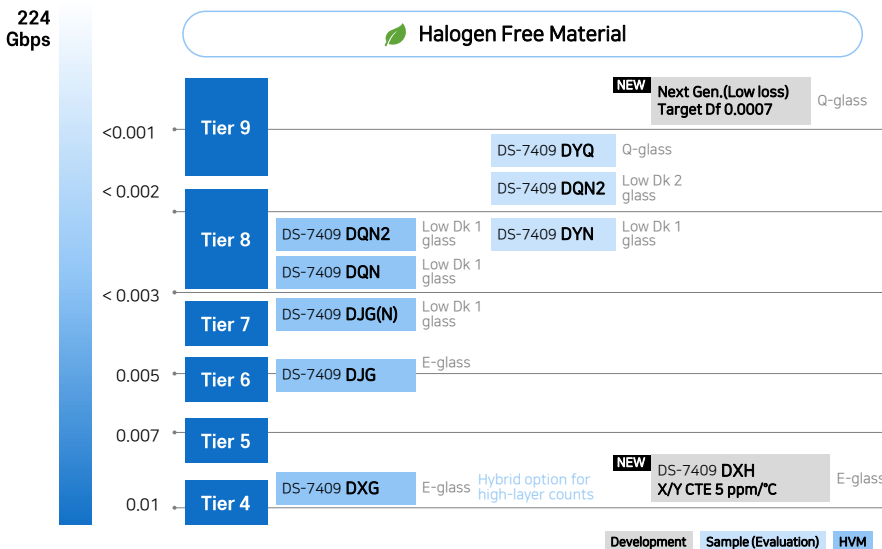 224
Gbps
Halogen Free Material
NEW
Next Gen.(Low loss)
Target Df 0.0007
Q-glass
Tier 9
<0.001
DS-7409 DYQ
Q-glass
DS-7409 DQN2
Low Dk 2
glass
< 0.002
Tier 8
DS-7409 DQN2
Low Dk 1
glass
DS-7409 DYN
Low Dk 1
glass
DS-7409 DQN
Low Dk 1
glass
< 0.003
Tier 7
DS-7409 DJG(N)
Low Dk 1
glass
0.005
Tier 6
DS-7409 DJG
E-glass
0.007
Tier 5
0.01
Tier 4
DS-7409 DXG
E-glass
Hybrid option for
high-layer counts
NEW
DS-7409 DXH
X/Y CTE 5 ppm/℃
E-glass
Development
Sample (Evaluation)
HVM